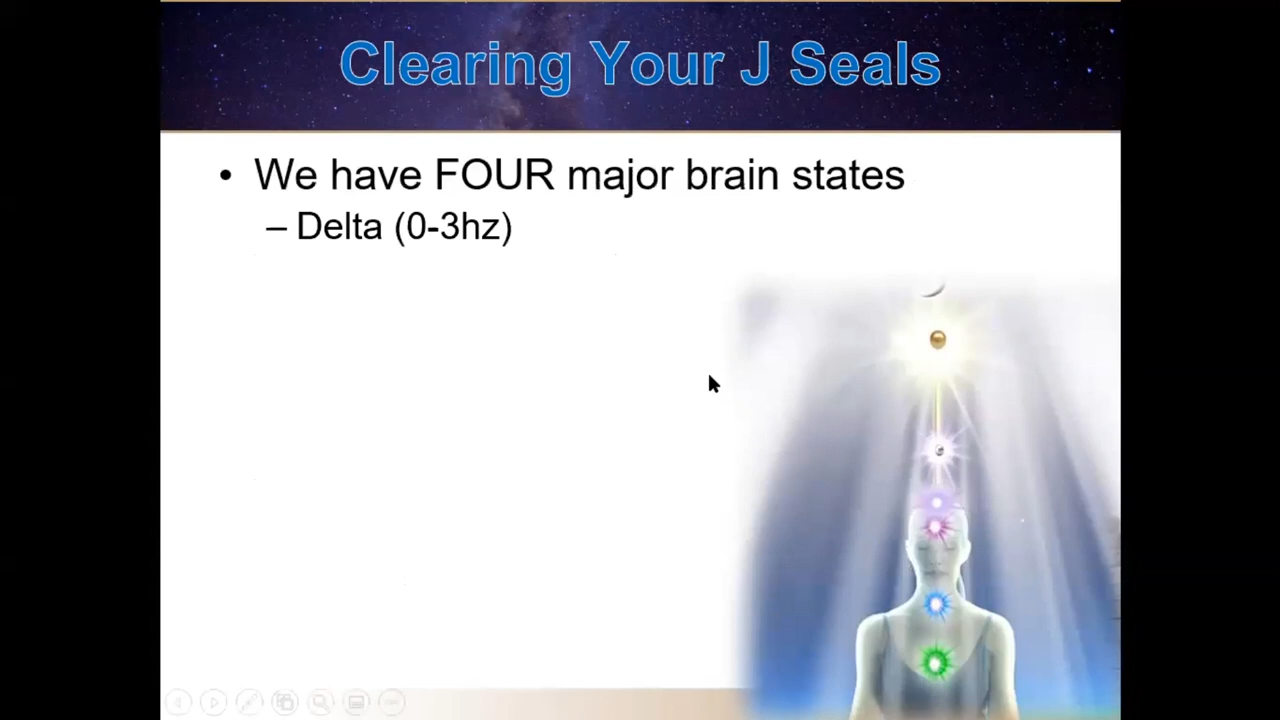 Clearing Your J Seals
• We have FOUR major brain states
– Delta (0-3hz)